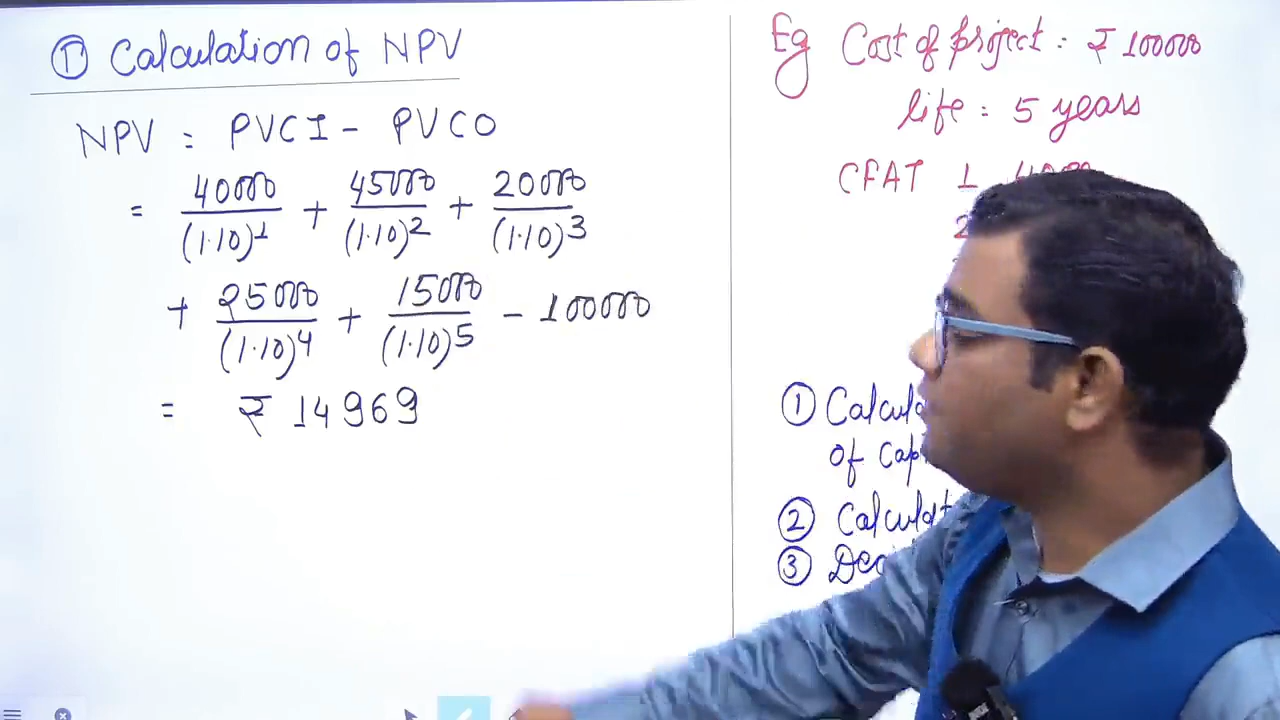 ① Calculation of NPV
NPV = PVCI - PVCO
= 40000/(1.10)^1 + 45000/(1.10)^2 + 20000/(1.10)^3
+ 25000/(1.10)^4 + 15000/(1.10)^5 - 100000
= ₹ 14969
Eg Cost of project : ₹ 100000
life : 5 years
CFAT 1
2
①
of
②
③